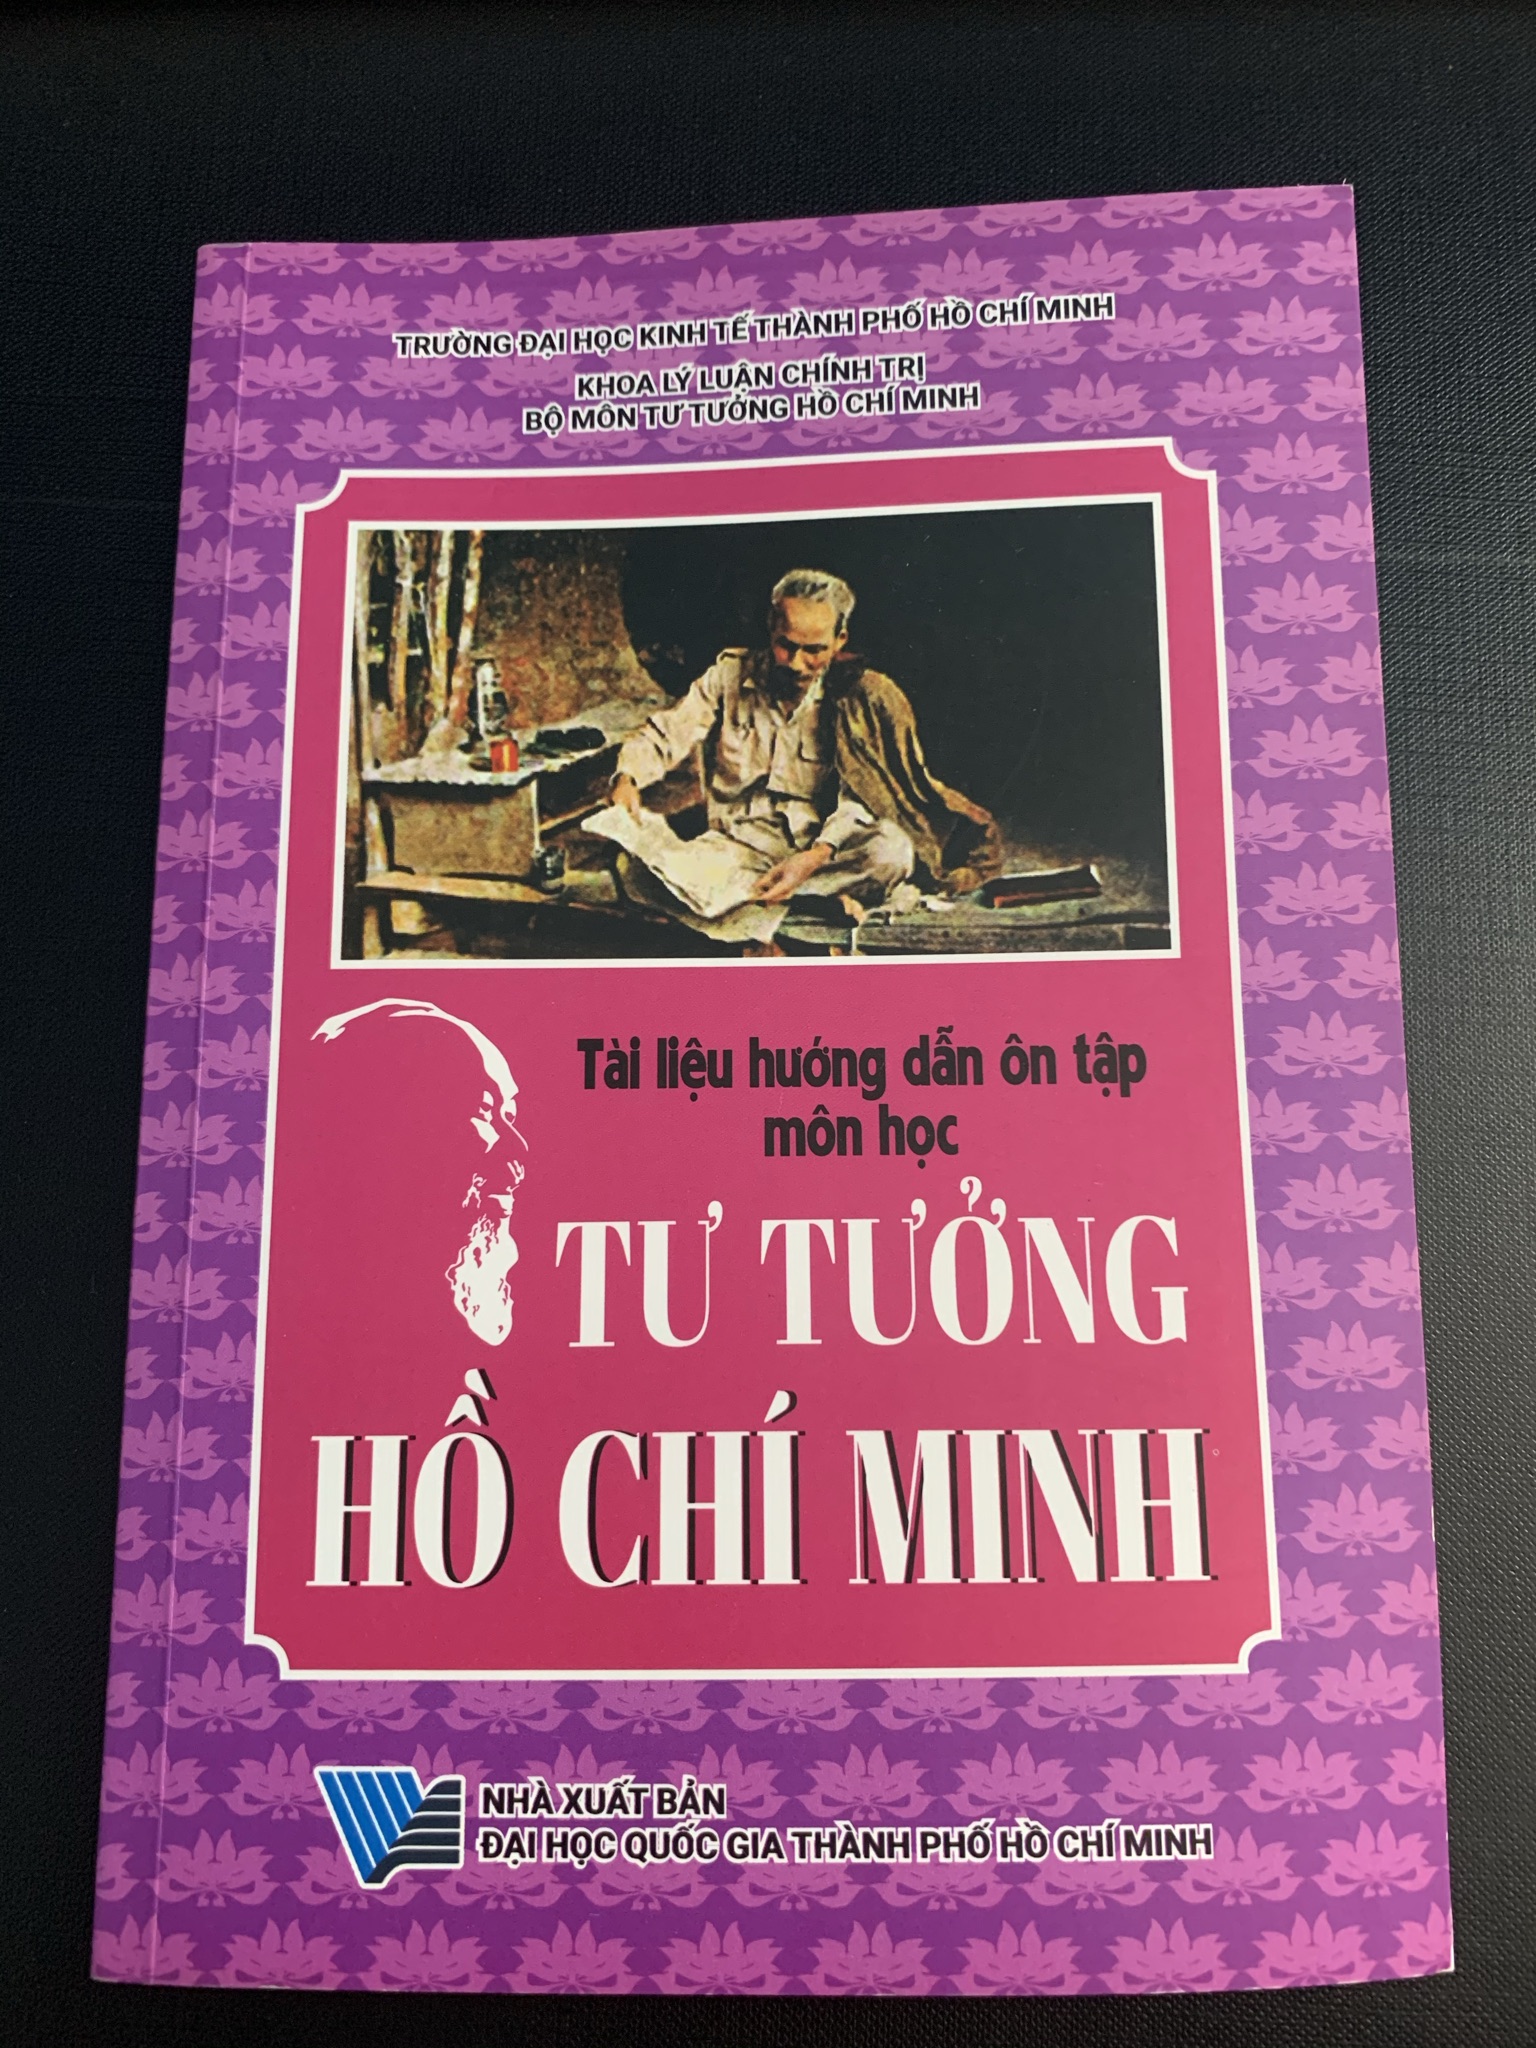 TRƯỜNG ĐẠI HỌC KINH TẾ THÀNH PHỐ HỒ CHÍ MINH
KHOA LÝ LUẬN CHÍNH TRỊ
BỘ MÔN TƯ TƯỞNG HỒ CHÍ MINH
Tài liệu hướng dẫn ôn tập
môn học
TƯ TƯỞNG
HỒ CHÍ MINH
NHÀ XUẤT BẢN
ĐẠI HỌC QUỐC GIA THÀNH PHỐ HỒ CHÍ MINH